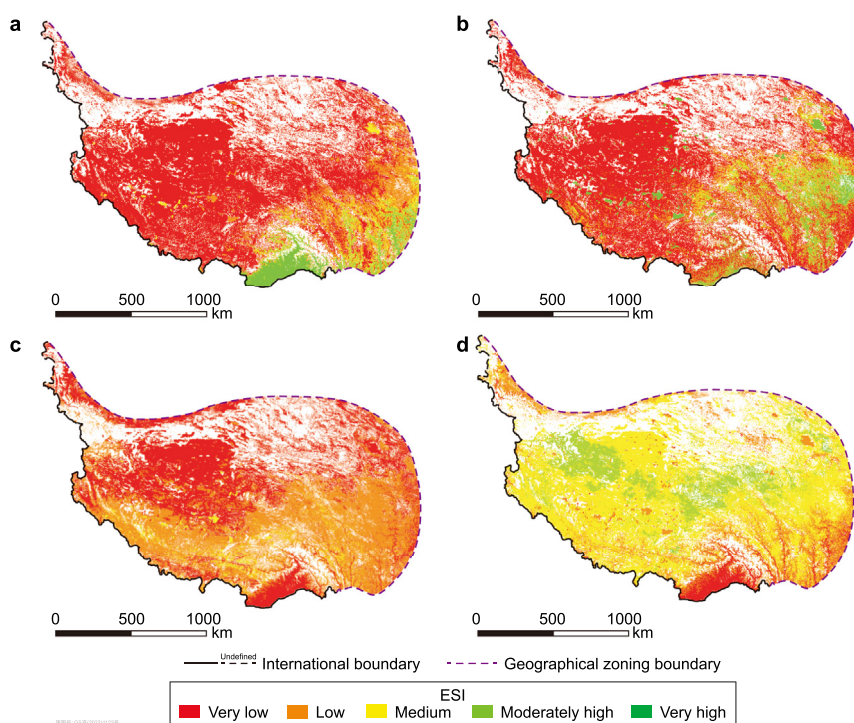 a
b
0 500 1000
km
0 500 1000
km
c
d
0 500 1000
km
0 500 1000
km
Undefined
International boundary
Geographical zoning boundary
ESI
Very low
Low
Medium
Moderately high
Very high